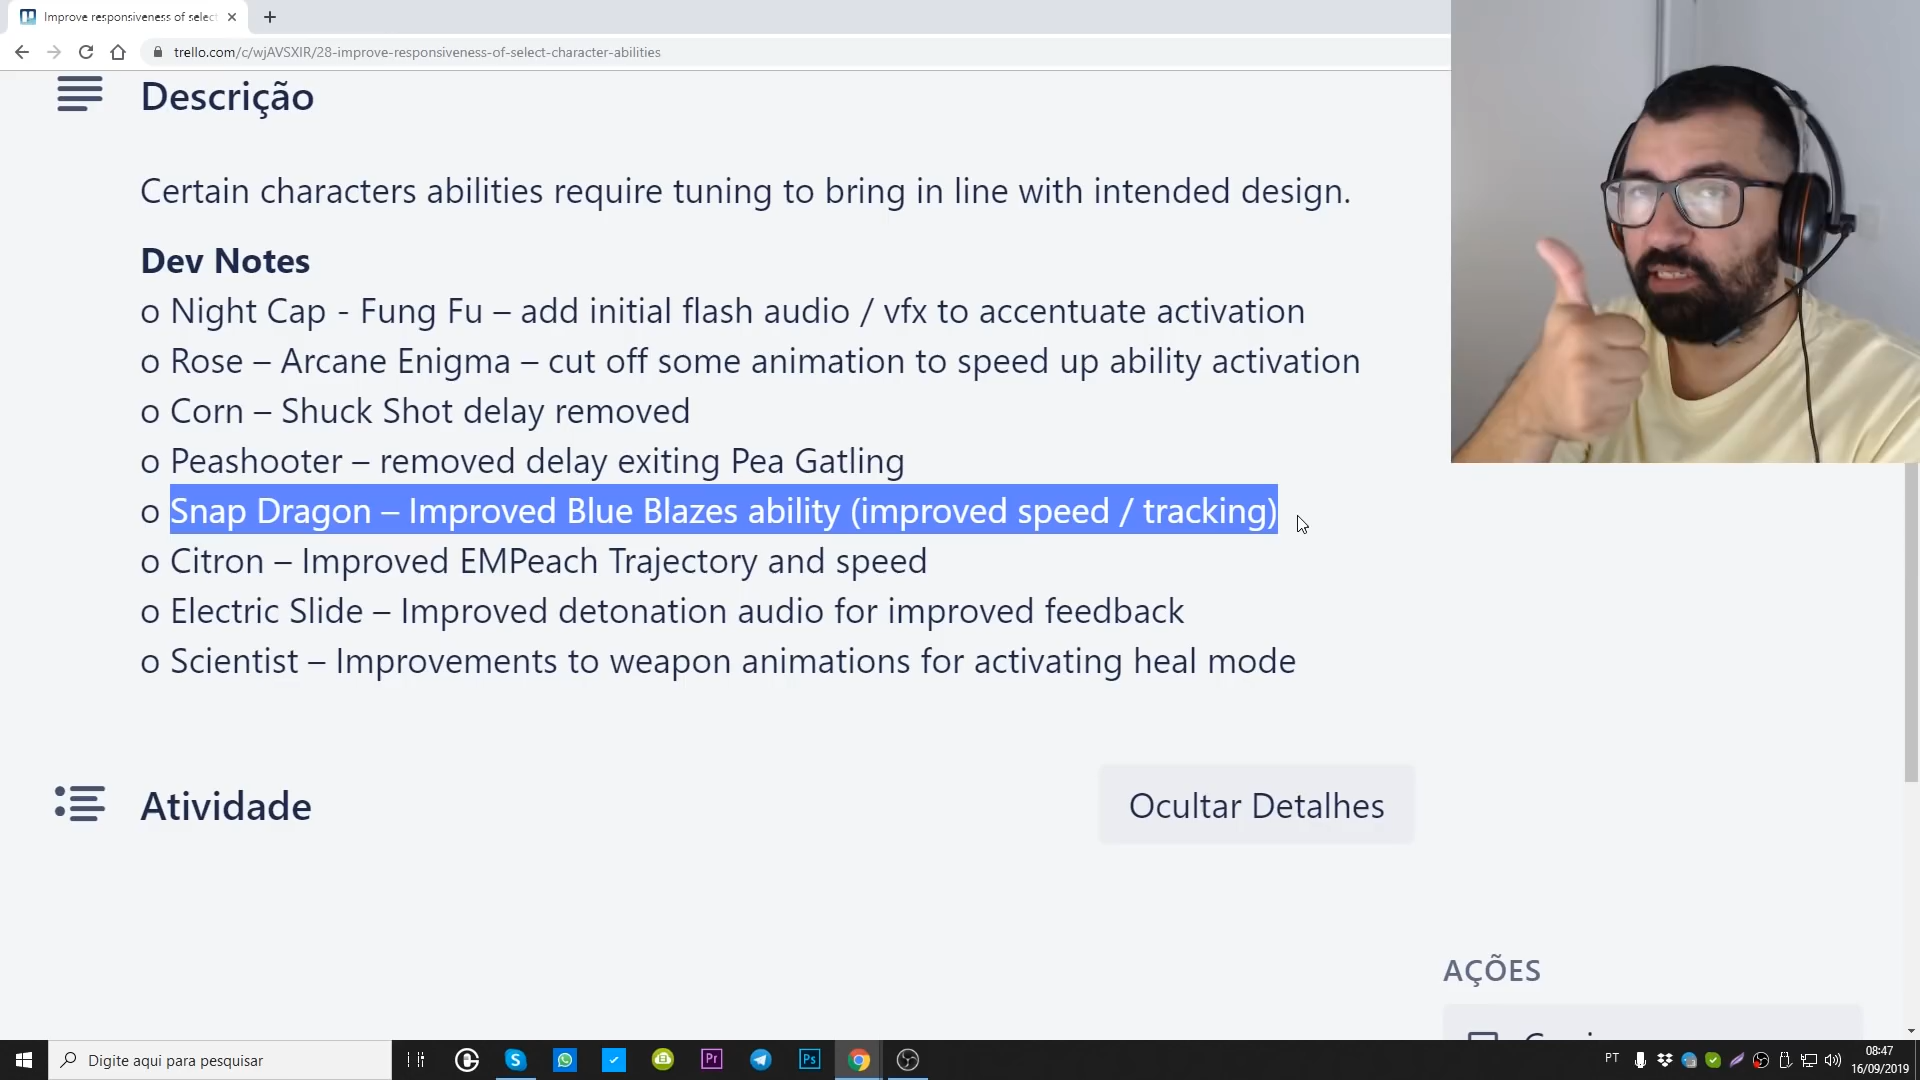 Improve responsiveness of select
trello.com/c/wjAVSXIR/28-improve-responsiveness-of-select-character-abilities
Descrição
Certain characters abilities require tuning to bring in line with intended design.
Dev Notes
o Night Cap - Fung Fu – add initial flash audio / vfx to accentuate activation
o Rose – Arcane Enigma – cut off some animation to speed up ability activation
o Corn – Shuck Shot delay removed
o Peashooter – removed delay exiting Pea Gatling
o Snap Dragon – Improved Blue Blazes ability (improved speed / tracking)
o Citron – Improved EMPeach Trajectory and speed
o Electric Slide – Improved detonation audio for improved feedback
o Scientist – Improvements to weapon animations for activating heal mode
Atividade
Ocultar Detalhes
AÇÕES
Digite aqui para pesquisar
Pr
Ps
PT
08:47
16/09/2019